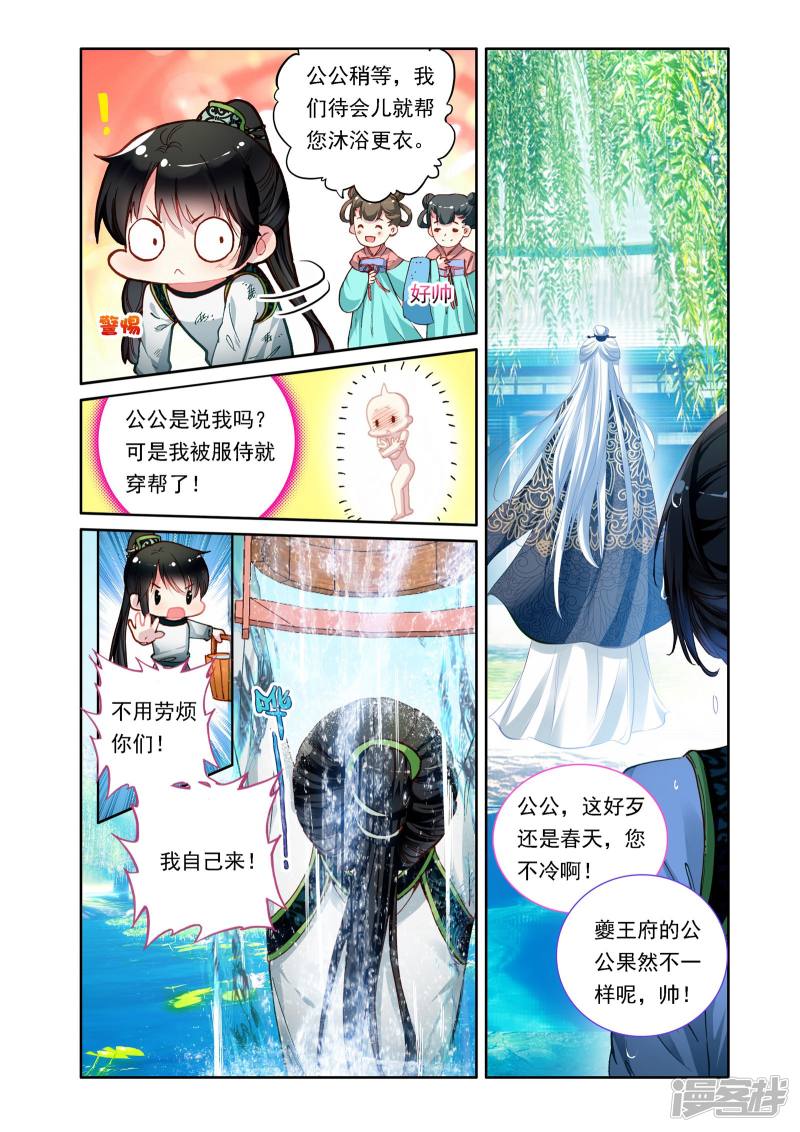 公公稍等，我
们待会儿就帮
您沐浴更衣。
！
好帅
警惕
公公是说我吗？
可是我被服侍就
穿帮了！
不用劳烦
你们！
我自己来！
哗
公公，这好歹
还是春天，您
不冷啊！
夔王府的公
公果然不一
样呢，帅！
漫客栈